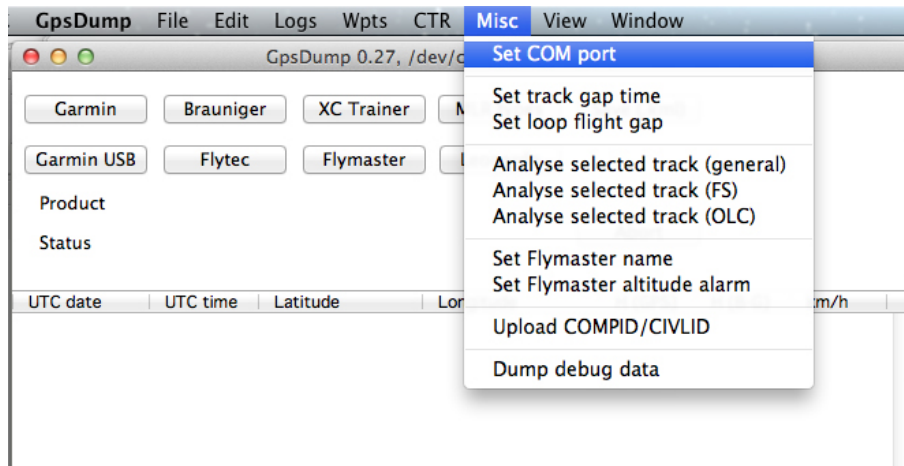 GpsDump File Edit Logs Wpts CTR Misc View Window
GpsDump 0.27, /dev/c
Set COM port
Garmin Brauniger XC Trainer
Set track gap time
Set loop flight gap
Garmin USB Flytec Flymaster
Analyse selected track (general)
Analyse selected track (FS)
Analyse selected track (OLC)
Product
Status
Set Flymaster name
Set Flymaster altitude alarm
UTC date UTC time Latitude Lon km/h
Upload COMPID/CIVLID
Dump debug data